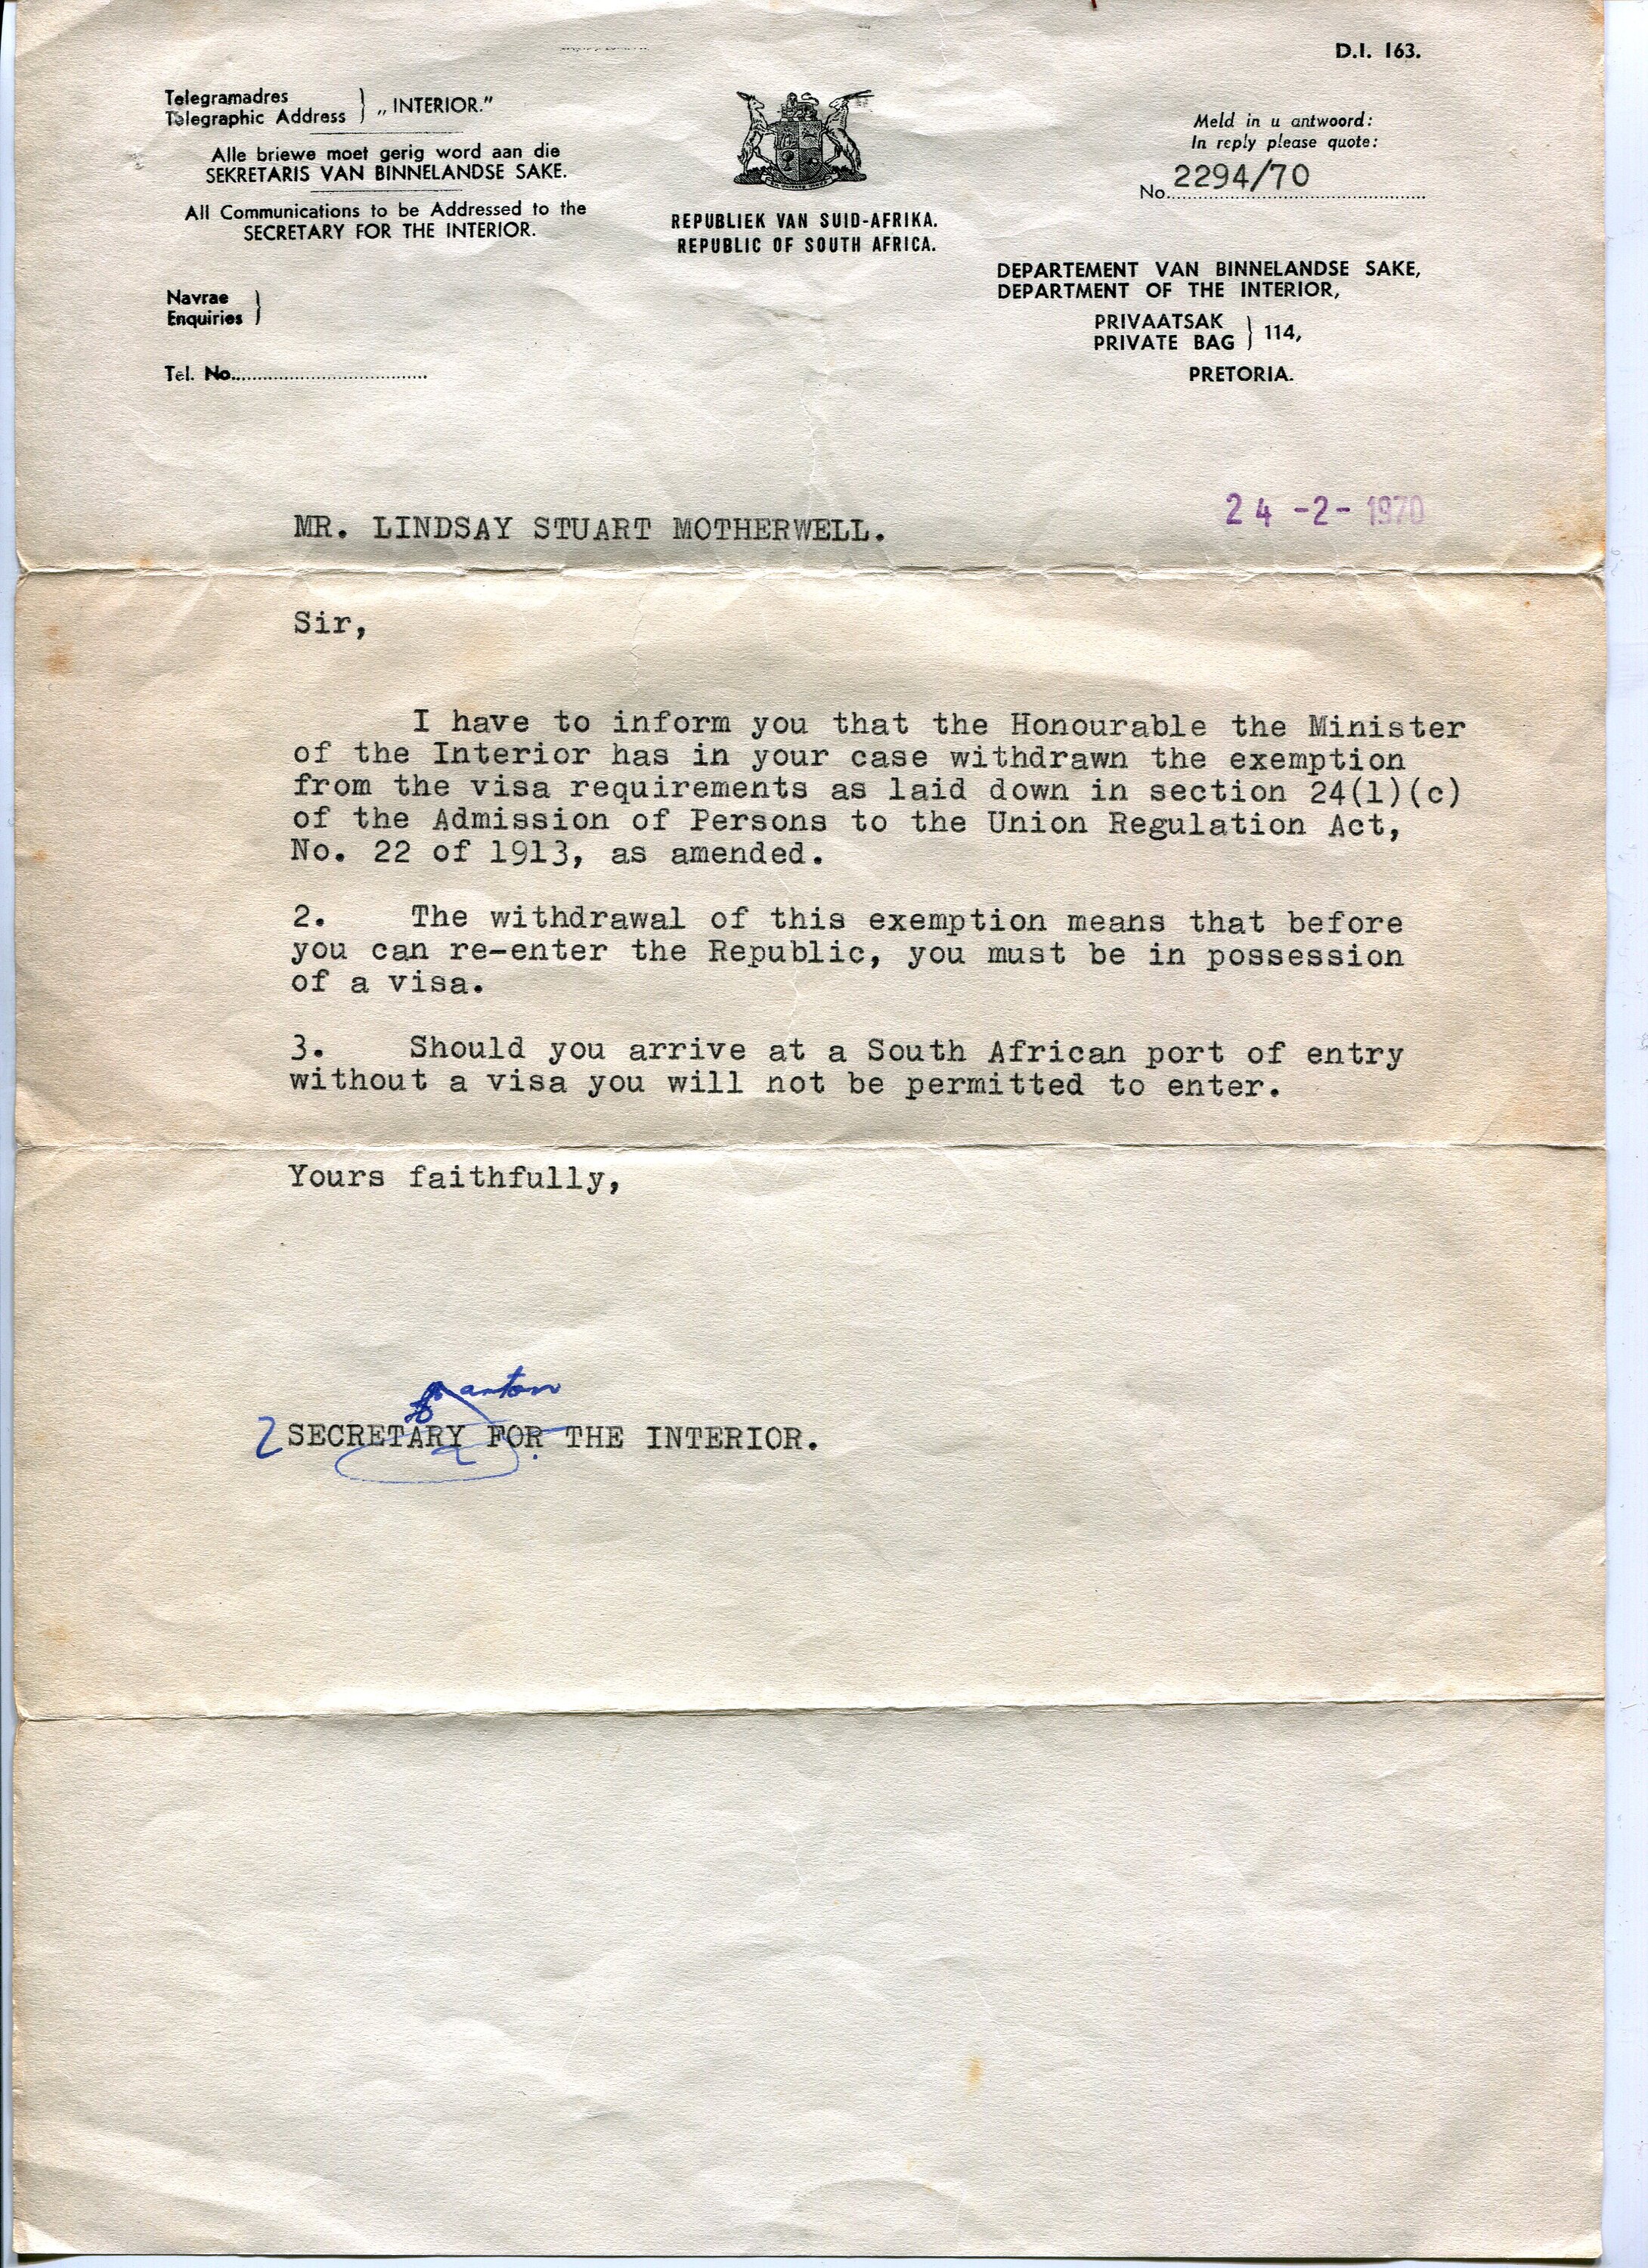 D.I. 163.
Telegramadres
Telegraphic Address } „ INTERIOR.”
Alle briewe moet gerig word aan die
SEKRETARIS VAN BINNELANDSE SAKE.
All Communications to be Addressed to the
SECRETARY FOR THE INTERIOR.
Navrae
Enquiries }
Tel. No.
REPUBLIEK VAN SUID-AFRIKA.
REPUBLIC OF SOUTH AFRICA.
Meld in u antwoord:
In reply please quote:
No. 2294/70
DEPARTEMENT VAN BINNELANDSE SAKE,
DEPARTMENT OF THE INTERIOR,
PRIVAATSAK
PRIVATE BAG } 114,
PRETORIA.
24 -2- 1970
MR. LINDSAY STUART MOTHERWELL.
Sir,
I have to inform you that the Honourable the Minister
of the Interior has in your case withdrawn the exemption
from the visa requirements as laid down in section 24(1)(c)
of the Admission of Persons to the Union Regulation Act,
No. 22 of 1913, as amended.
2. The withdrawal of this exemption means that before
you can re-enter the Republic, you must be in possession
of a visa.
3. Should you arrive at a South African port of entry
without a visa you will not be permitted to enter.
Yours faithfully,
SECRETARY FOR THE INTERIOR.